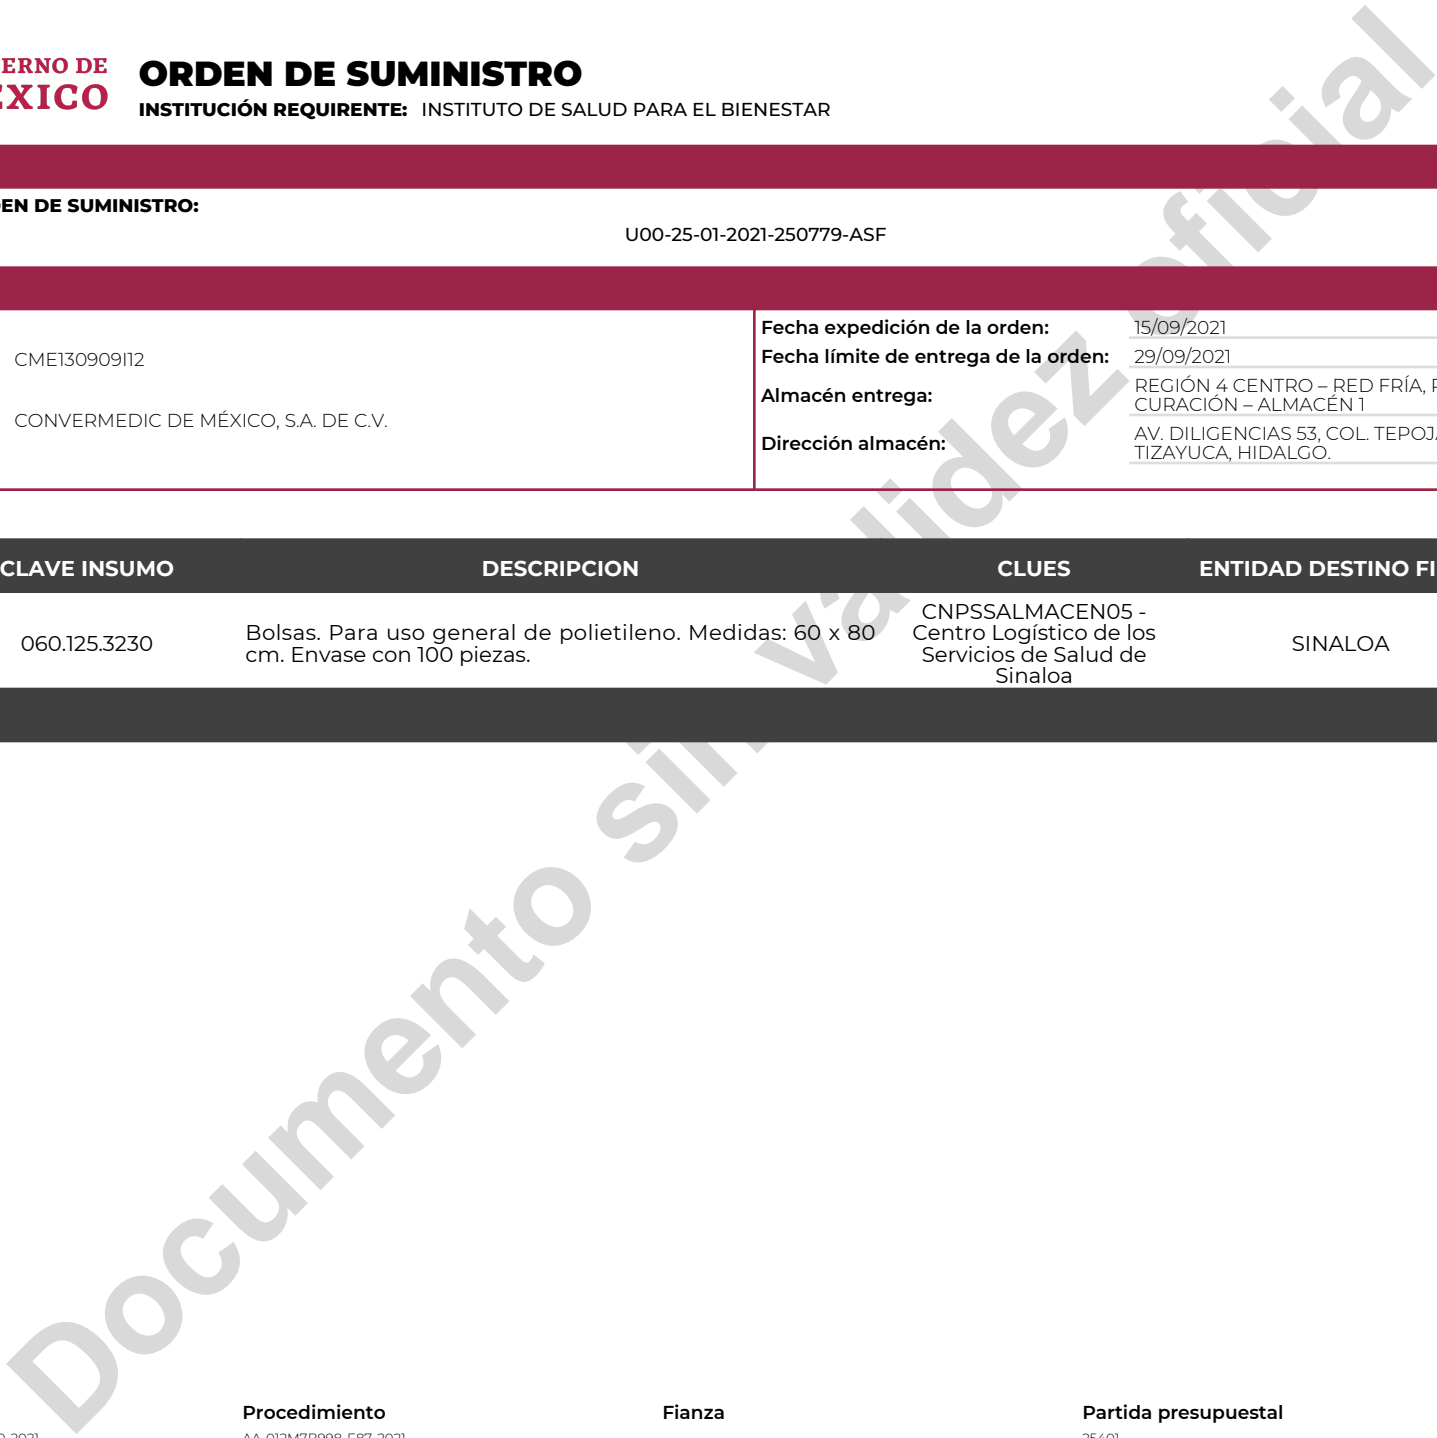 ERNO DE
ÉXICO
ORDEN DE SUMINISTRO
INSTITUCIÓN REQUIRENTE: INSTITUTO DE SALUD PARA EL BIENESTAR
EN DE SUMINISTRO:
U00-25-01-2021-250779-ASF
CME130909I12
CONVERMEDIC DE MÉXICO, S.A. DE C.V.
Fecha expedición de la orden: 15/09/2021
Fecha límite de entrega de la orden: 29/09/2021
Almacén entrega: REGIÓN 4 CENTRO – RED FRÍA,
CURACIÓN – ALMACÉN 1
Dirección almacén: AV. DILIGENCIAS 53, COL.
TIZAYUCA, HIDALGO.
CLAVE INSUMO DESCRIPCION CLUES ENTIDAD DESTINO
060.125.3230
Bolsas. Para uso general de polietileno. Medidas: 60 x 80
cm. Envase con 100 piezas.
CNPSSALMACEN05 -
Centro Logístico de los
Servicios de Salud de
Sinaloa
SINALOA
Documento sin validez oficial
Procedimiento Fianza Partida presupuestal